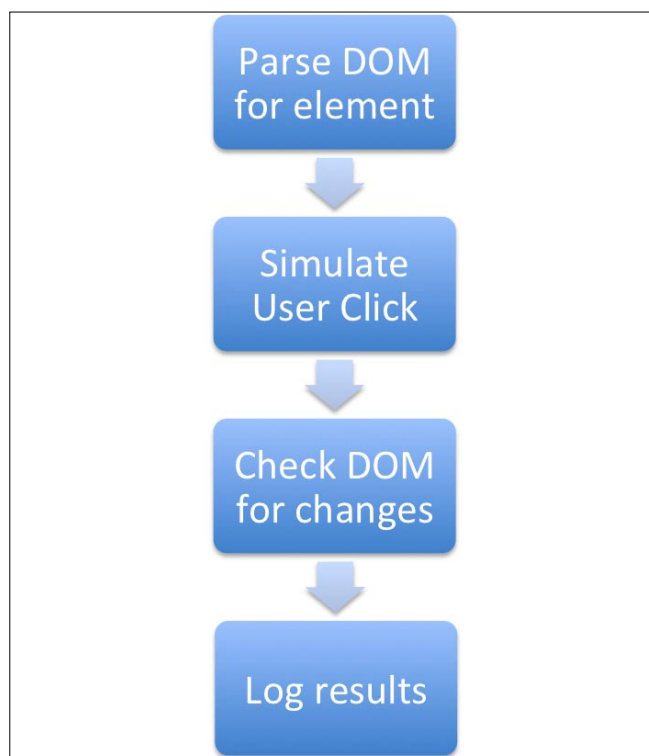 Parse DOM
for element
Simulate
User Click
Check DOM
for changes
Log results